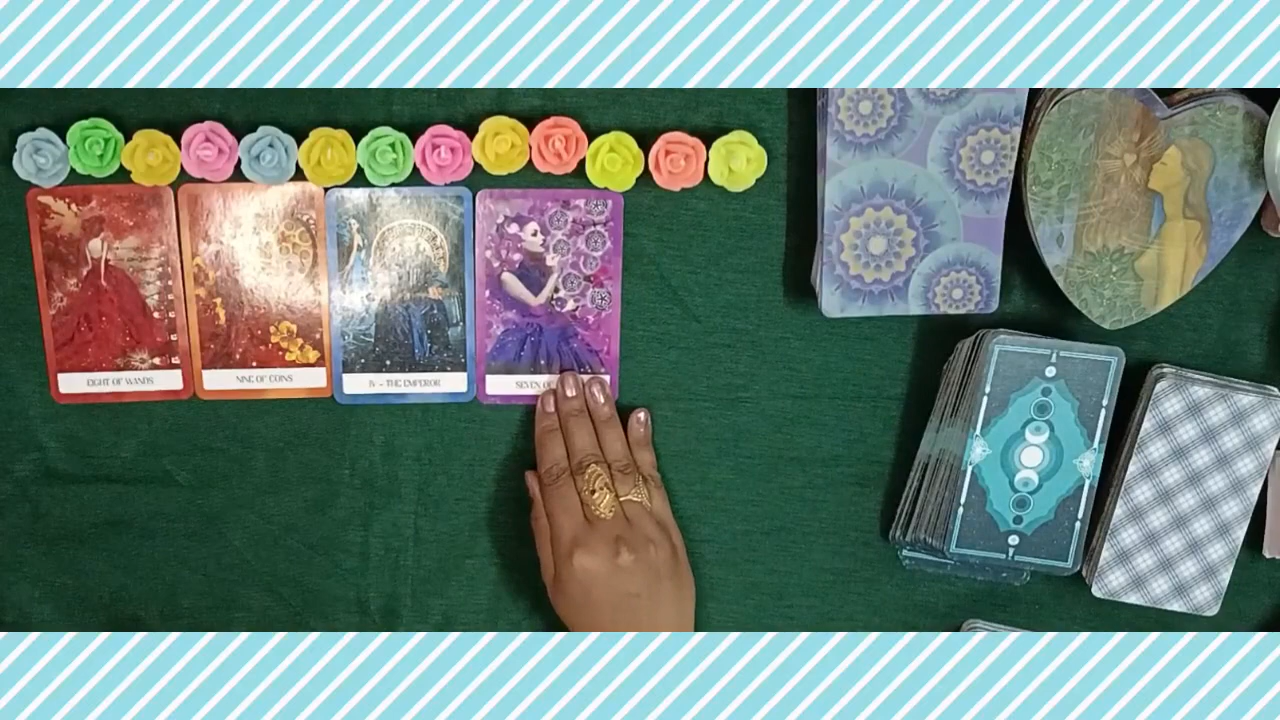 EIGHT OF WANDS
NINE OF COINS
IV - THE EMPEROR
SEVEN OF